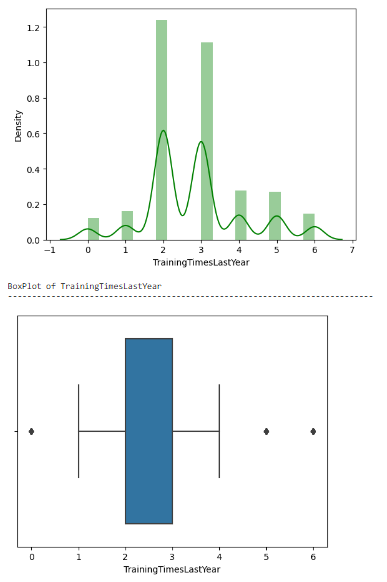 1.2
1.0
0.8
0.6
0.4
0.2
0.0
Density
−1 0 1 2 3 4 5 6 7
TrainingTimesLastYear
BoxPlot of TrainingTimesLastYear
0 1 2 3 4 5 6
TrainingTimesLastYear